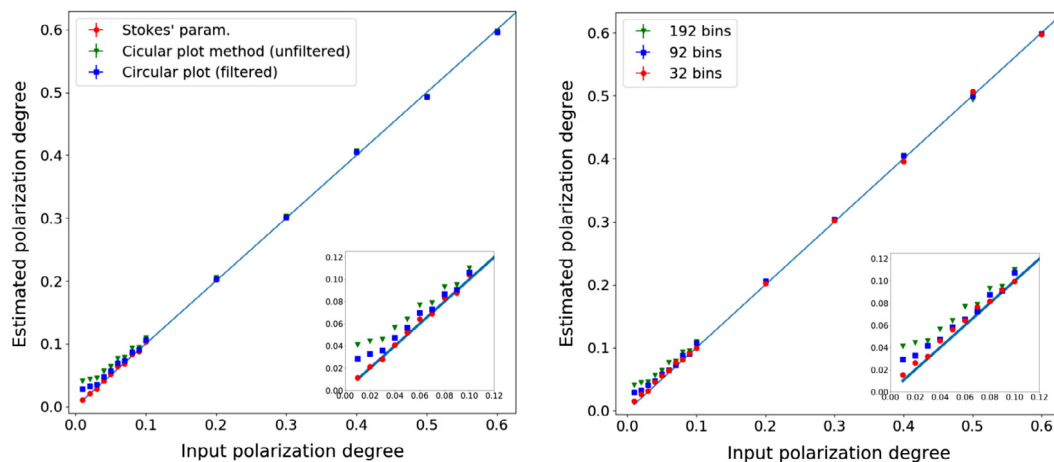 Stokes' param.
Cicular plot method (unfiltered)
Circular plot (filtered)
Estimated polarization degree
0.6
0.5
0.4
0.3
0.2
0.1
0.0
0.12
0.10
0.08
0.06
0.04
0.02
0.00
0.00 0.02 0.04 0.06 0.08 0.10 0.12
0.0 0.1 0.2 0.3 0.4 0.5 0.6
Input polarization degree
192 bins
92 bins
32 bins
Estimated polarization degree
0.6
0.5
0.4
0.3
0.2
0.1
0.0
0.12
0.10
0.08
0.06
0.04
0.02
0.00
0.00 0.02 0.04 0.06 0.08 0.10 0.12
0.0 0.1 0.2 0.3 0.4 0.5 0.6
Input polarization degree